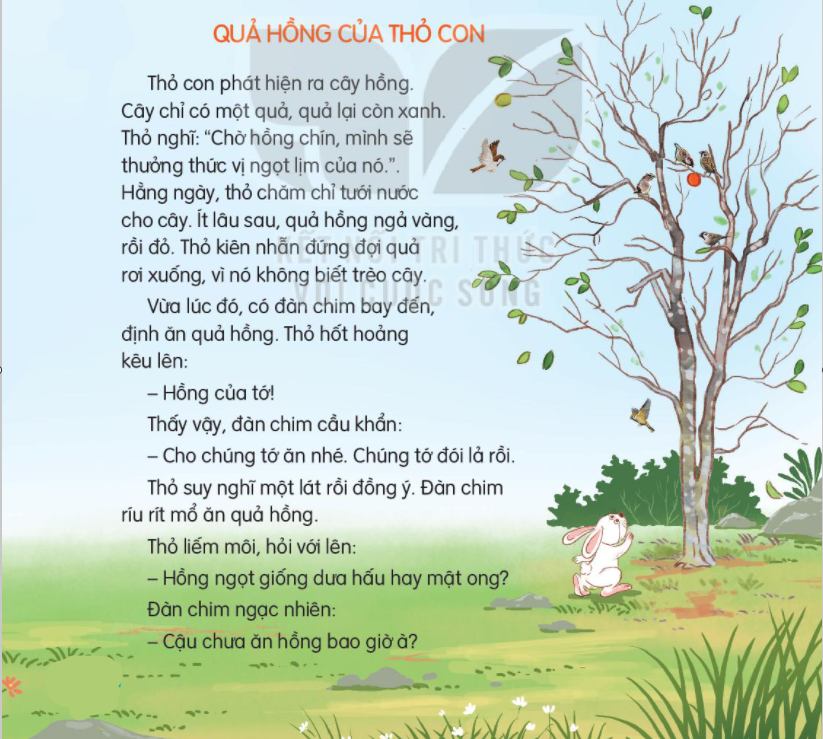 QUẢ HỒNG CỦA THỎ CON
Thỏ con phát hiện ra cây hồng.
Cây chỉ có một quả, quả lại còn xanh.
Thỏ nghĩ: “Chờ hồng chín, mình sẽ
thưởng thức vị ngọt lịm của nó.”.
Hằng ngày, thỏ chăm chỉ tưới nước
cho cây. Ít lâu sau, quả hồng ngả vàng,
rồi đỏ. Thỏ kiên nhẫn đứng đợi quả
rơi xuống, vì nó không biết trèo cây.
KẾT NỐI TRI THỨC
VỚI CUỘC SỐNG
Vừa lúc đó, có đàn chim bay đến,
định ăn quả hồng. Thỏ hốt hoảng
kêu lên:
– Hồng của tớ!
Thấy vậy, đàn chim cầu khẩn:
– Cho chúng tớ ăn nhé. Chúng tớ đói lả rồi.
Thỏ suy nghĩ một lát rồi đồng ý. Đàn chim
ríu rít mổ ăn quả hồng.
Thỏ liếm môi, hỏi với lên:
– Hồng ngọt giống dưa hấu hay mật ong?
Đàn chim ngạc nhiên:
– Cậu chưa ăn hồng bao giờ à?